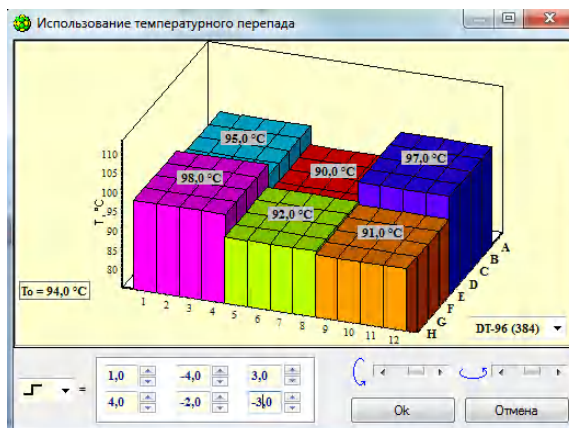 Использование температурного перепада
95,0 °C
97,0 °C
90,0 °C
98,0 °C
92,0 °C
91,0 °C
T, °C
110
105
100
95
90
85
80
To = 94,0 °C
1 2 3 4 5 6 7 8 9 10 11 12
A
B
C
D
E
F
G
H
DT-96 (384)
= 1,0 -4,0 3,0
4,0 -2,0 -3,0
Ok Отмена